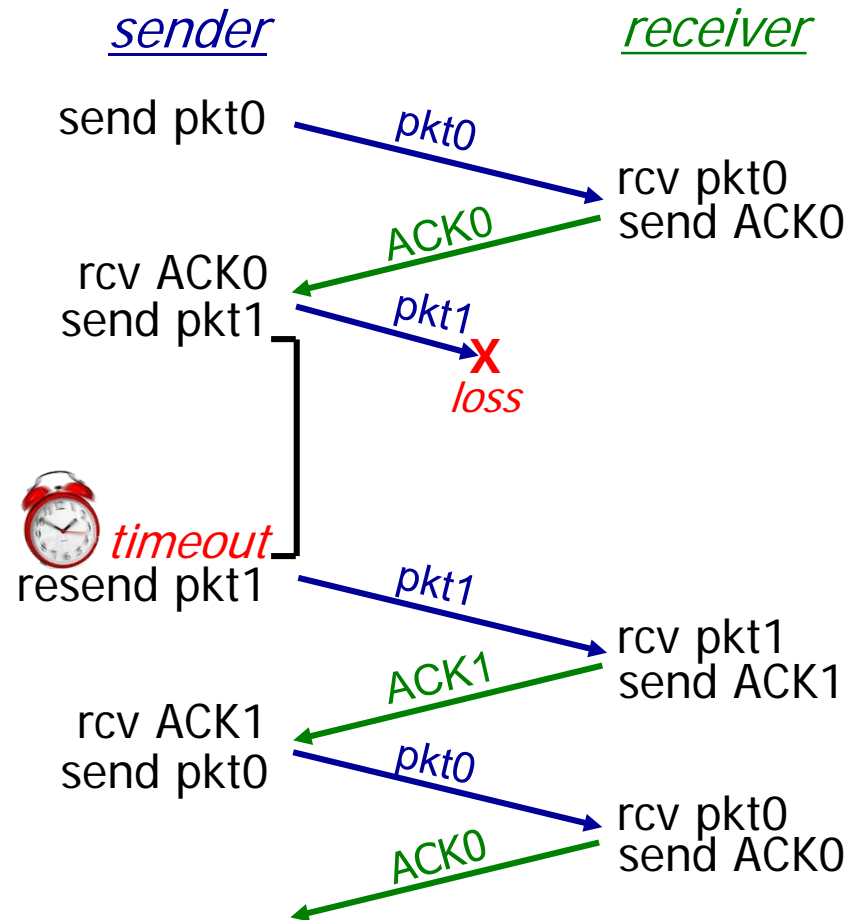 sender
receiver
send pkt0
pkt0
rcv pkt0
send ACK0
ACK0
rcv ACK0
send pkt1
pkt1
X
loss
timeout
resend pkt1
pkt1
rcv pkt1
send ACK1
ACK1
rcv ACK1
send pkt0
pkt0
rcv pkt0
send ACK0
ACK0